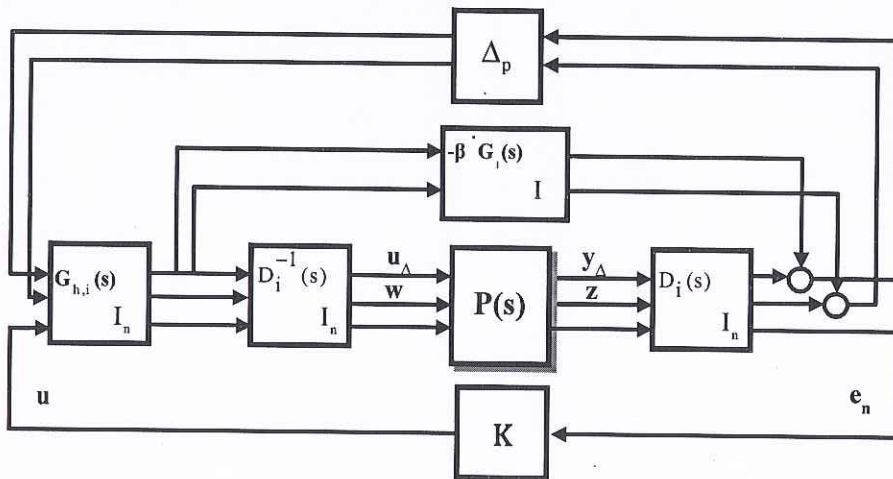 Δp
-β G_i(s)
I
G_h,i(s)
I_n
D_i^-1(s)
I_n
u_Δ
w
P(s)
y_Δ
z
D_i(s)
I_n
u
K
e_n